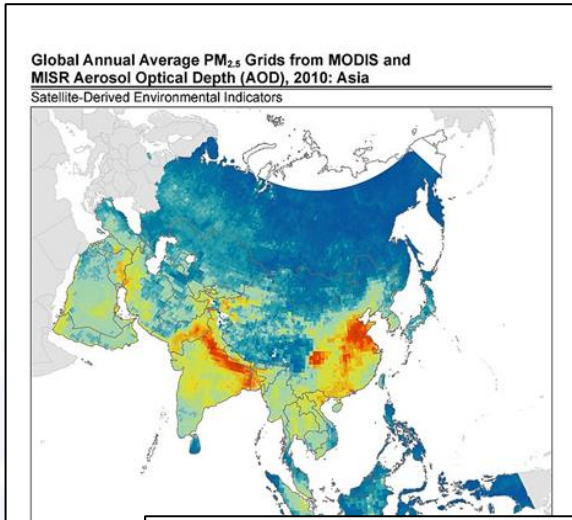 Global Annual Average PM₂.₅ Grids from MODIS and
MISR Aerosol Optical Depth (AOD), 2010: Asia
Satellite-Derived Environmental Indicators